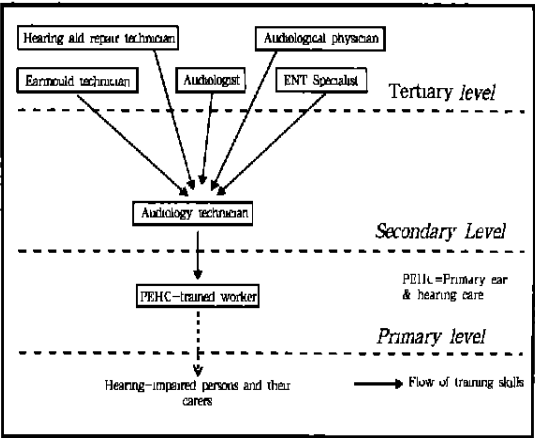 Hearing aid repair technician
Audiological physician
Earmould technician
Audiologist
ENT Specialist
Tertiary level
Audiology technician
Secondary Level
PEHC=Primary ear
& hearing care
PEHC-trained worker
Primary level
Hearing-impaired persons and their
carers
Flow of training skills